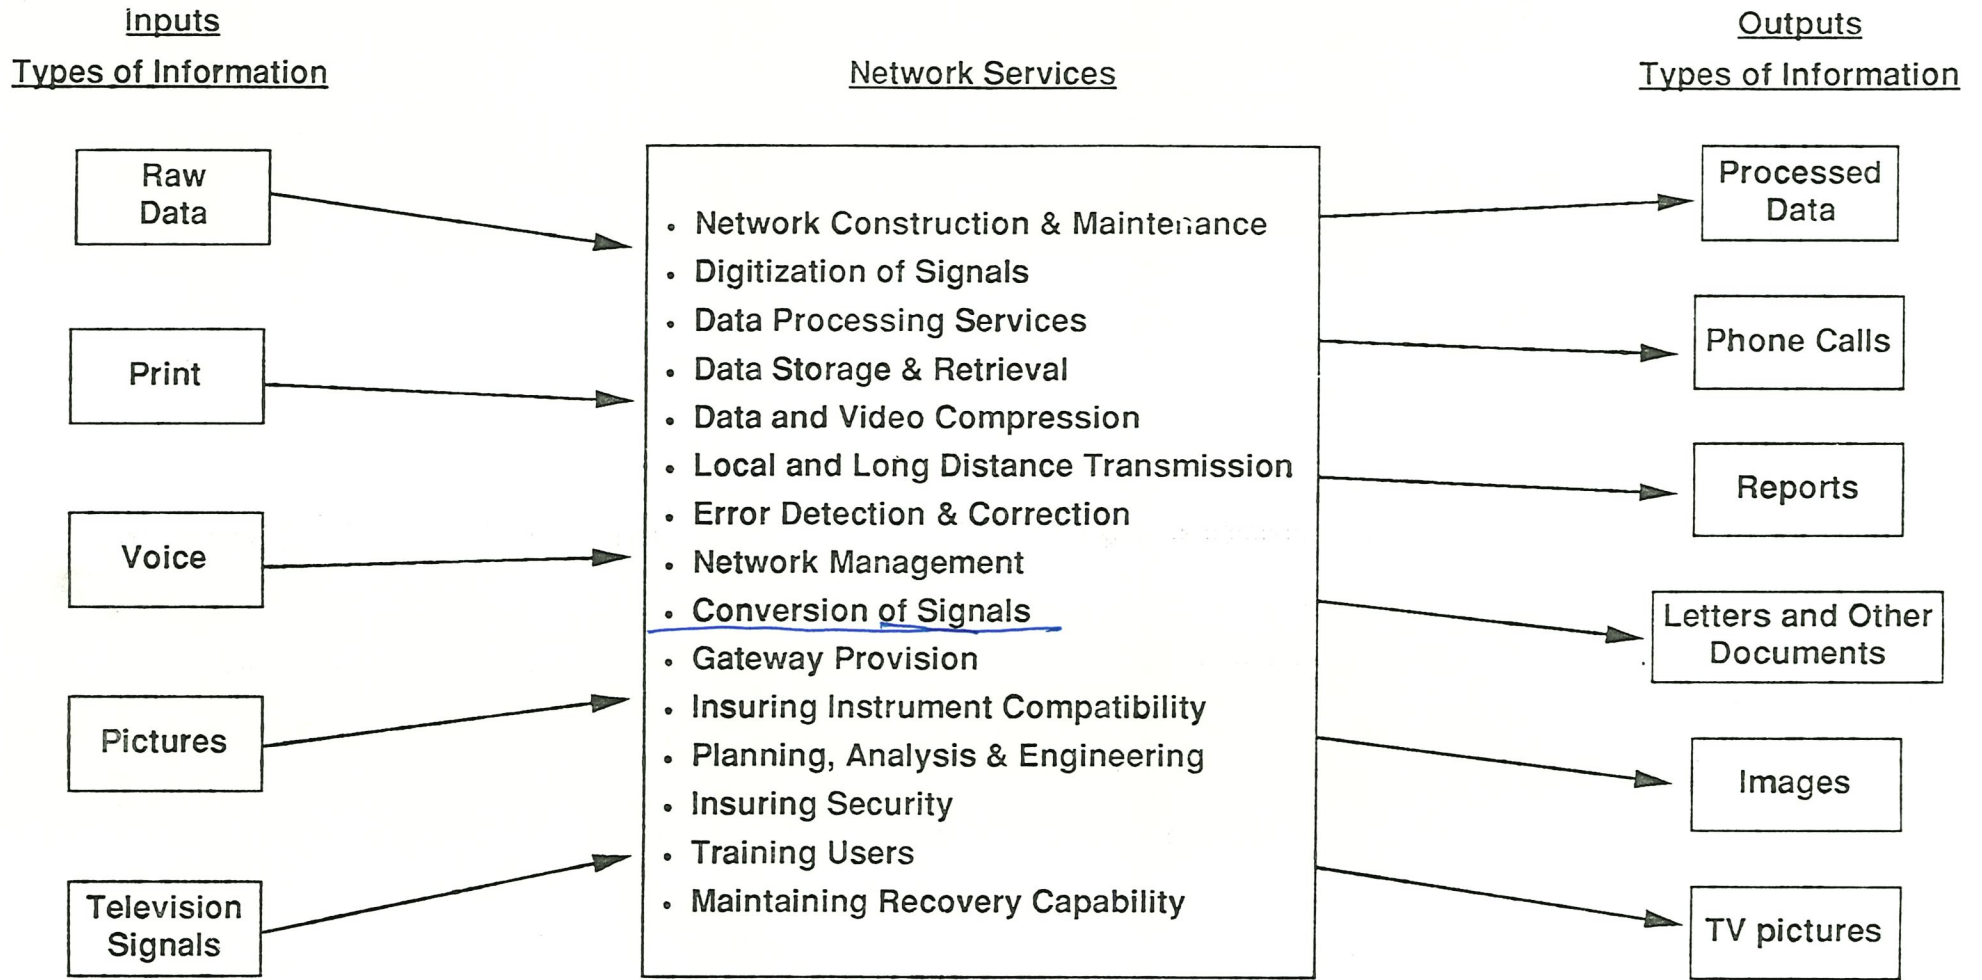 Inputs
Types of Information
Raw
Data
Print
Voice
Pictures
Television
Signals
Network Services
• Network Construction & Maintenance
• Digitization of Signals
• Data Processing Services
• Data Storage & Retrieval
• Data and Video Compression
• Local and Long Distance Transmission
• Error Detection & Correction
• Network Management
• Conversion of Signals
• Gateway Provision
• Insuring Instrument Compatibility
• Planning, Analysis & Engineering
• Insuring Security
• Training Users
• Maintaining Recovery Capability
Outputs
Types of Information
Processed
Data
Phone Calls
Reports
Letters and Other
Documents
Images
TV pictures